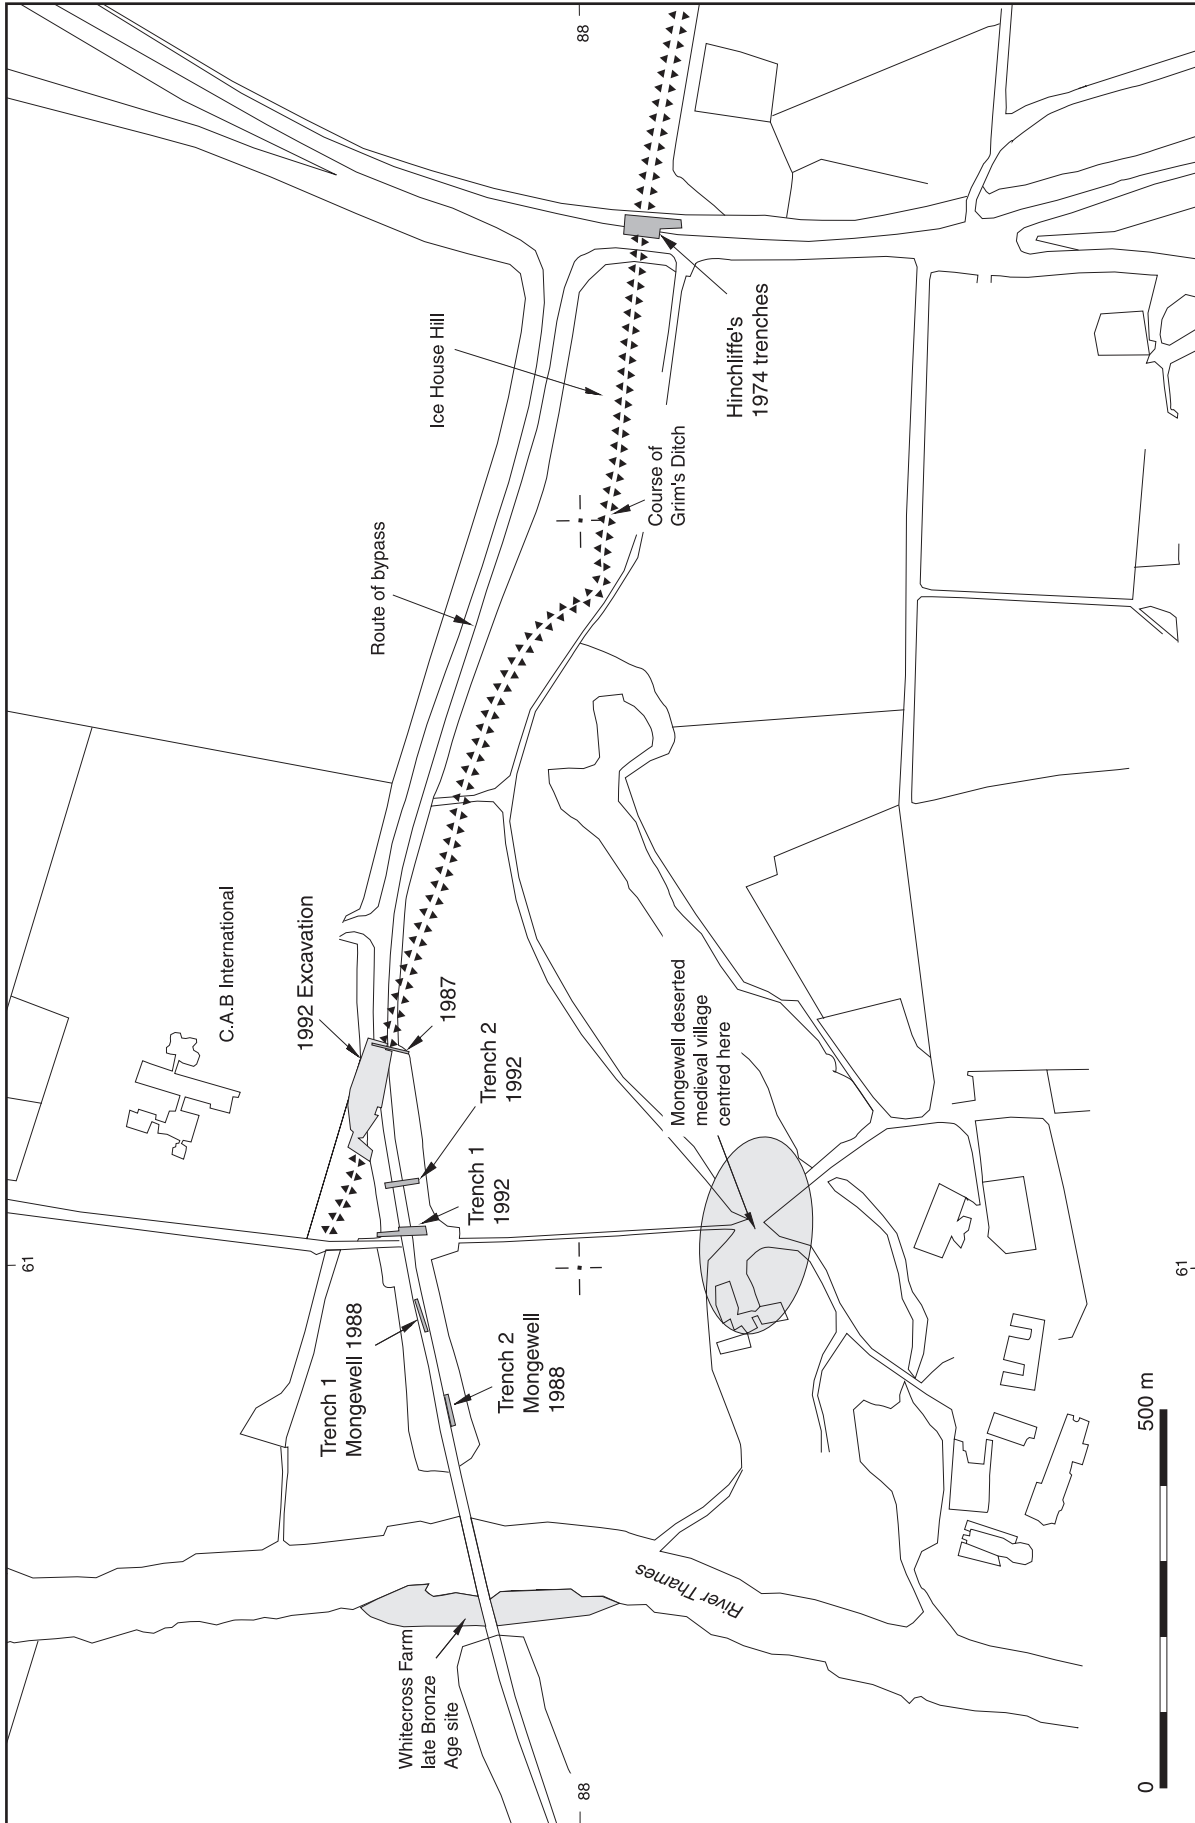 61
C.A.B International
1992 Excavation
Route of bypass
Ice House Hill
Trench 1
Mongewell 1988
1987
Trench 2
1992
Trench 1
1992
Trench 2
Mongewell
1988
Whitecross Farm
late Bronze
Age site
88
88
Course of
Grim's Ditch
Hinchliffe's
1974 trenches
River Thames
Mongewell deserted
medieval village
centred here
0
500 m
61